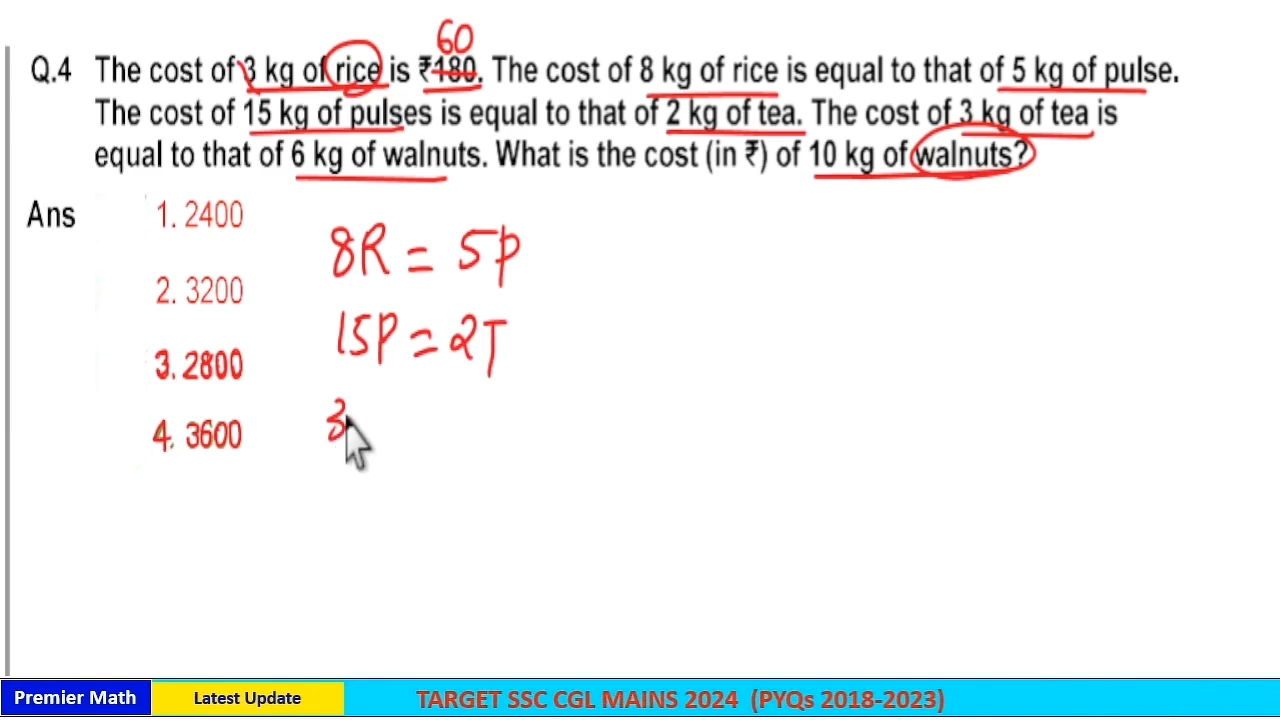 60
Q.4 The cost of 3 kg of rice is ₹180. The cost of 8 kg of rice is equal to that of 5 kg of pulse.
The cost of 15 kg of pulses is equal to that of 2 kg of tea. The cost of 3 kg of tea is
equal to that of 6 kg of walnuts. What is the cost (in ₹) of 10 kg of walnuts?
Ans 1. 2400
2. 3200
3. 2800
4. 3600
8R = 5P
15P = 2T
3
Premier Math Latest Update TARGET SSC CGL MAINS 2024 (PYQs 2018-2023)